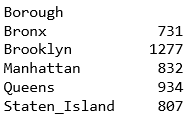 Borough
Bronx 731
Brooklyn 1277
Manhattan 832
Queens 934
Staten_Island 807